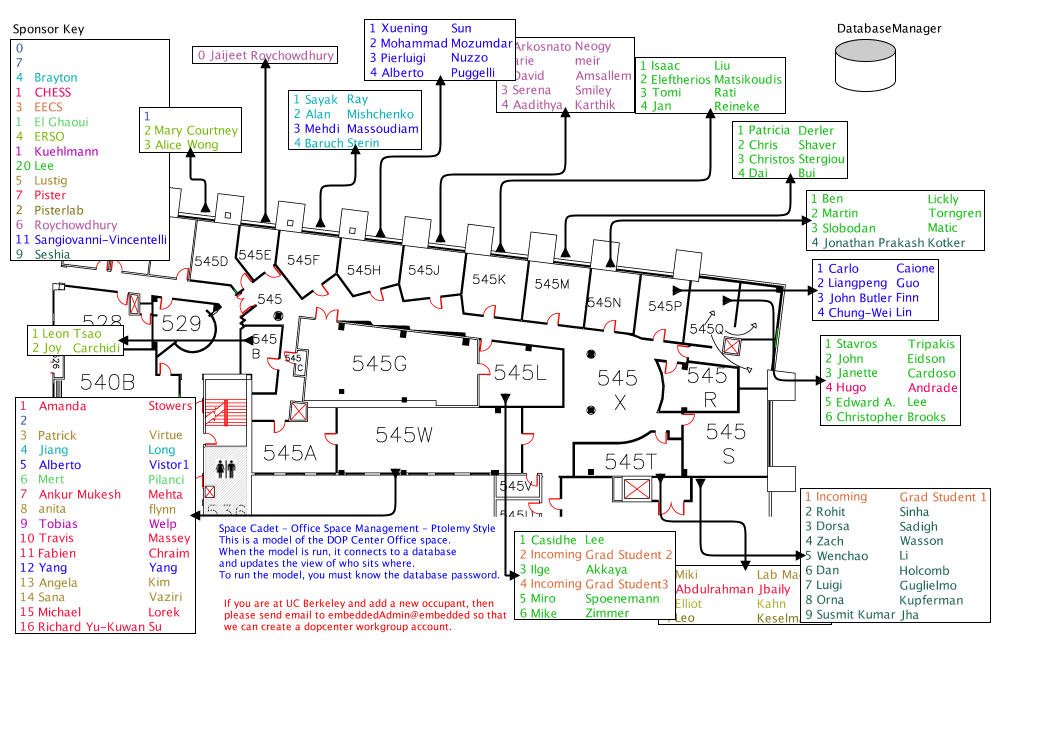 Sponsor Key
0
7
4 Brayton
1 CHESS
3 EECS
1 El Ghaoui
4 ERSO
1 Kuehlmann
20 Lee
5 Lustig
7 Pister
2 Pisterlab
6 Roychowdhury
11 Sangiovanni-Vincentelli
9 Seshia
DatabaseManager
0 Jaijeet Roychowdhury
1
2 Mary Courtney
3 Alice Wong
1 Sayak Ray
2 Alan Mishchenko
3 Mehdi Massoudiam
4 Baruch Sterin
1 Xuening Sun
2 Mohammad Mozumdar
3 Pierluigi Nuzzo
4 Alberto Puggelli
Arkosnato Neogy
arie meir
David Amsallem
3 Serena Smiley
4 Aadithya Karthik
1 Isaac Liu
2 Eleftherios Matsikoudis
3 Tomi Rati
4 Jan Reineke
1 Patricia Derler
2 Chris Shaver
3 Christos Stergiou
4 Dai Bui
1 Ben Lickly
2 Martin Torngren
3 Slobodan Matic
4 Jonathan Prakash Kotker
1 Carlo Caione
2 Liangpeng Guo
3 John Butler Finn
4 Chung-Wei Lin
1 Stavros Tripakis
2 John Eidson
3 Janette Cardoso
4 Hugo Andrade
5 Edward A. Lee
6 Christopher Brooks
545D
545E
545F
545H
545J
545K
545M
545N
545P
545Q
545
528
529
545
B
545
C
545G
545L
545
X
545
R
540B
545W
545A
545T
545
S
545V
1 Leon Tsao
2 Joy Carchidi
1 Amanda Stowers
2
3 Patrick Virtue
4 Jiang Long
5 Alberto Vistor1
6 Mert Pilanci
7 Ankur Mukesh Mehta
8 anita flynn
9 Tobias Welp
10 Travis Massey
11 Fabien Chraim
12 Yang Yang
13 Angela Kim
14 Sana Vaziri
15 Michael Lorek
16 Richard Yu-Kuwan Su
Space Cadet - Office Space Management - Ptolemy Style
This is a model of the DOP Center Office space.
When the model is run, it connects to a database
and updates the view of who sits where.
To run the model, you must know the database password.
If you are at UC Berkeley and add a new occupant, then
please send email to embeddedAdmin@embedded so that
we can create a dopcenter workgroup account.
1 Casidhe Lee
2 Incoming Grad Student 2
3 Ilge Akkaya
4 Incoming Grad Student3
5 Miro Spoenemann
6 Mike Zimmer
Miki Lab Ma
Abdulrahman Jbaily
Elliot Kahn
Leo Keselm
1 Incoming Grad Student 1
2 Rohit Sinha
3 Dorsa Sadigh
4 Zach Wasson
5 Wenchao Li
6 Dan Holcomb
7 Luigi Guglielmo
8 Orna Kupferman
9 Susmit Kumar Jha